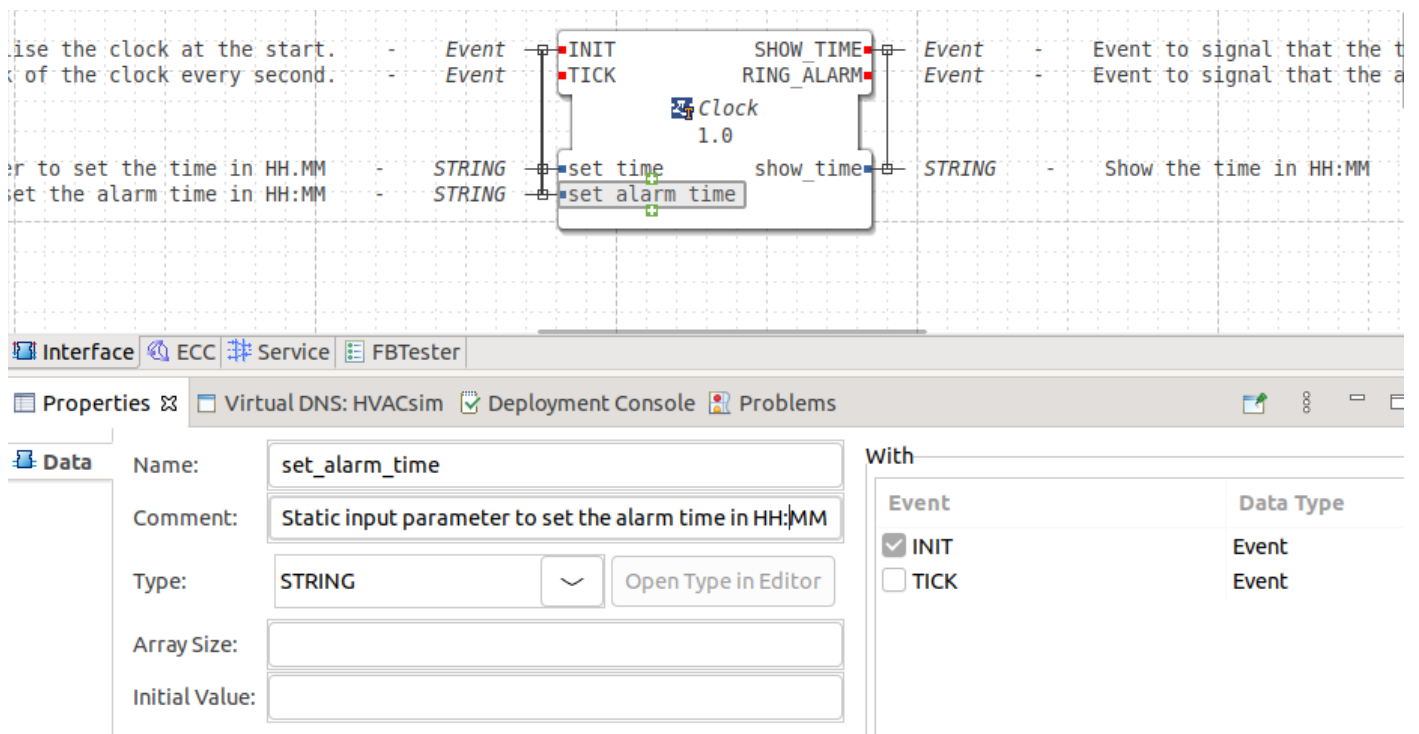 lise the clock at the start. - Event INIT SHOW_TIME Event - Event to signal that the t
k of the clock every second. - Event TICK RING_ALARM Event - Event to signal that the a
Clock
1.0
er to set the time in HH.MM - STRING set time show_time STRING - Show the time in HH:MM
set the alarm time in HH:MM - STRING set alarm time
Interface ECC Service FBTester
Properties Virtual DNS: HVACsim Deployment Console Problems
Data
Name: set_alarm_time
Comment: Static input parameter to set the alarm time in HH:MM
Type: STRING Open Type in Editor
Array Size:
Initial Value:
With
Event Data Type
INIT Event
TICK Event